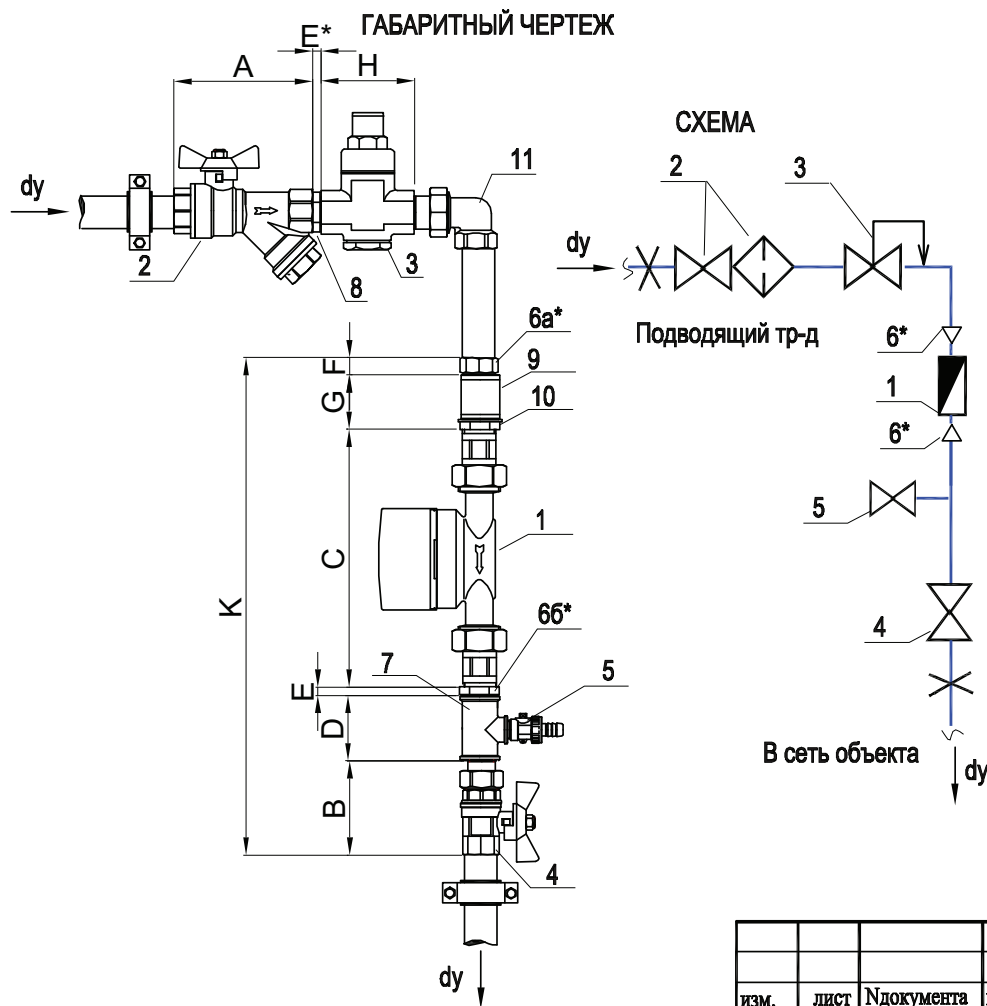 ГАБАРИТНЫЙ ЧЕРТЕЖ
E*
A
H
dy
2
8
3
11
6а*
9
10
F
G
C
K
1
6б*
7
5
E
D
B
4
dy
СХЕМА
2
3
dy
Подводящий тр-д
6*
1
6*
5
4
В сеть объекта
dy
изм.
лист
Nдокумента